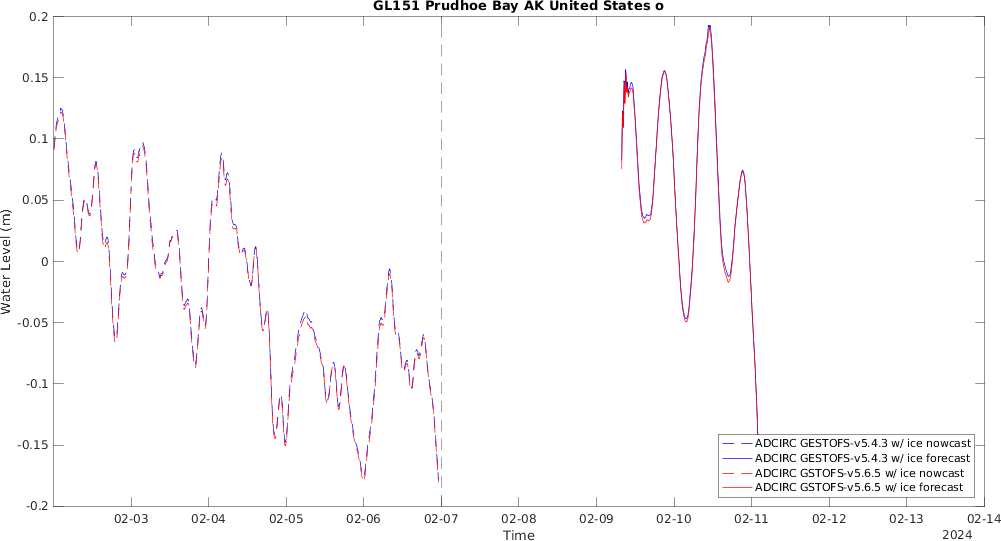 GL151 Prudhoe Bay AK United States o
0.2
0.15
0.1
0.05
0
-0.05
-0.1
-0.15
-0.2
Water Level (m)
02-03 02-04 02-05 02-06 02-07 02-08 02-09 02-10 02-11 02-12 02-13 02-14
Time
2024
ADCIRC GESTOFS-v5.4.3 w/ ice nowcast
ADCIRC GESTOFS-v5.4.3 w/ ice forecast
ADCIRC GSTOFS-v5.6.5 w/ ice nowcast
ADCIRC GSTOFS-v5.6.5 w/ ice forecast